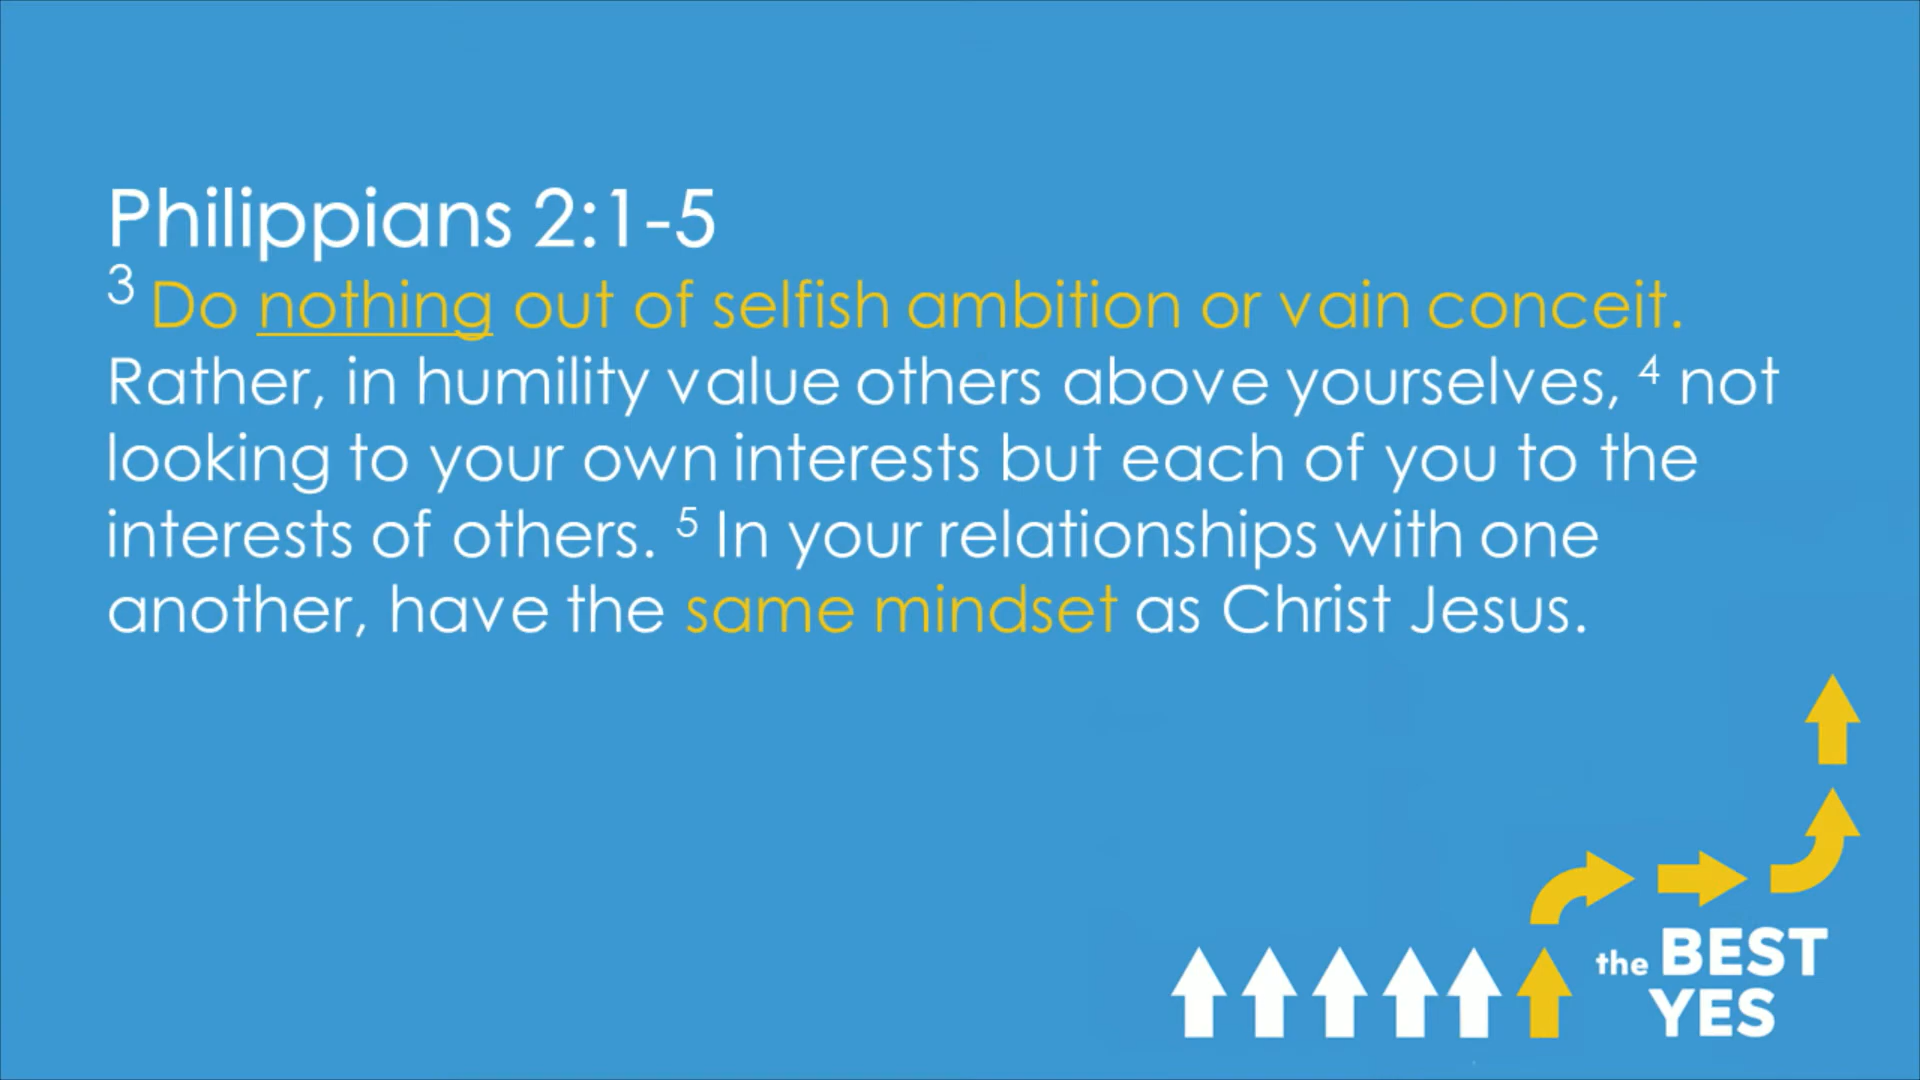 Philippians 2:1-5
3 Do nothing out of selfish ambition or vain conceit.
Rather, in humility value others above yourselves, 4 not
looking to your own interests but each of you to the
interests of others. 5 In your relationships with one
another, have the same mindset as Christ Jesus.
the BEST
YES